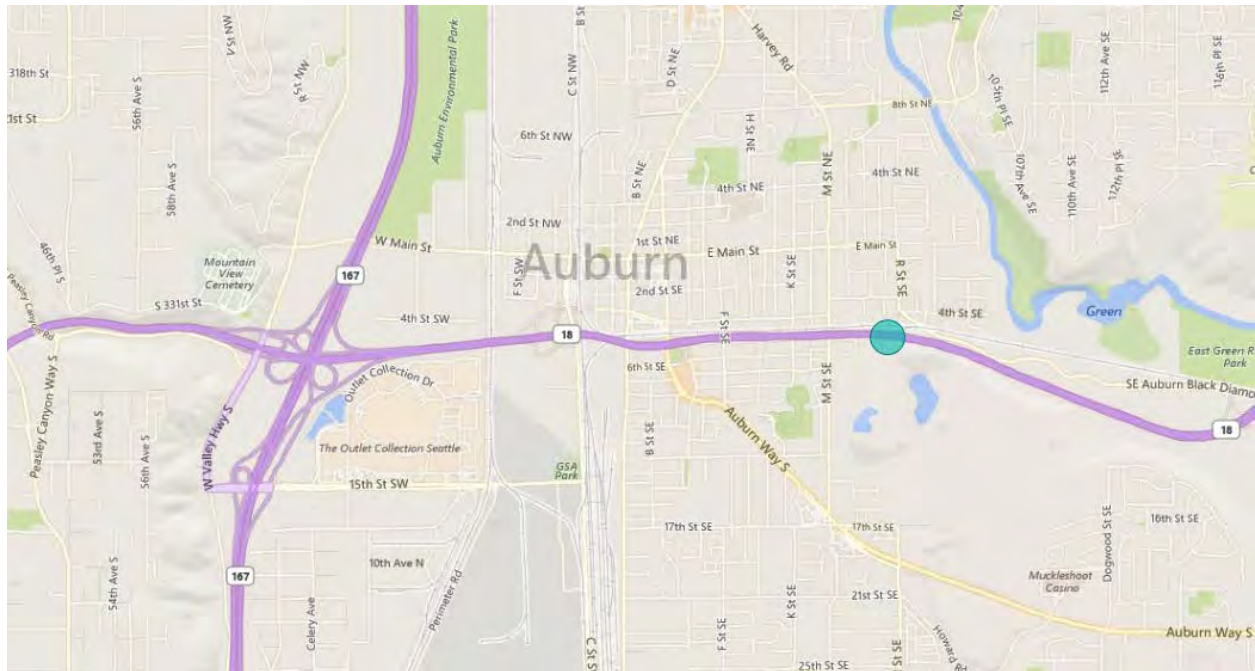 318th St
56th Ave S
V St NW
R St NW
Auburn Environmental Park
C St NW
B St
D St NE
Harvey Rd
8th St NE
105th Pl SE
112th Ave SE
116th Pl SE
58th Ave S
6th St NW
H St NE
B St NE
M St NE
4th St NE
4th St NE
107th Ave SE
110th Ave SE
112th Pl SE
2nd St NW
W Main St
1st St NE
E Main St
E Main St
Auburn
46th Pl S
Mountain
View
Cemetery
167
F St SW
2nd St SE
K St SE
R St SE
Green
Peasley Canyon Rd
S 331st St
4th St SW
18
F St SE
4th St SE
East Green
Park
6th St SE
M St SE
SE Auburn Black
18
Peasley Canyon Way S
53rd Ave S
56th Ave S
W Valley Hwy S
Outlet Collection Dr
The Outlet Collection Seattle
B St SE
Auburn Way S
GSA
Park
15th St SW
17th St SE
17th St SE
16th St SE
Dogwood St SE
54th Ave S
167
10th Ave N
Perimeter Rd
Celery Ave
Muckleshoot
Casino
K St SE
21st St SE
C St S
F St SE
St SE
Howard Rd
25th St SE
Auburn Way S